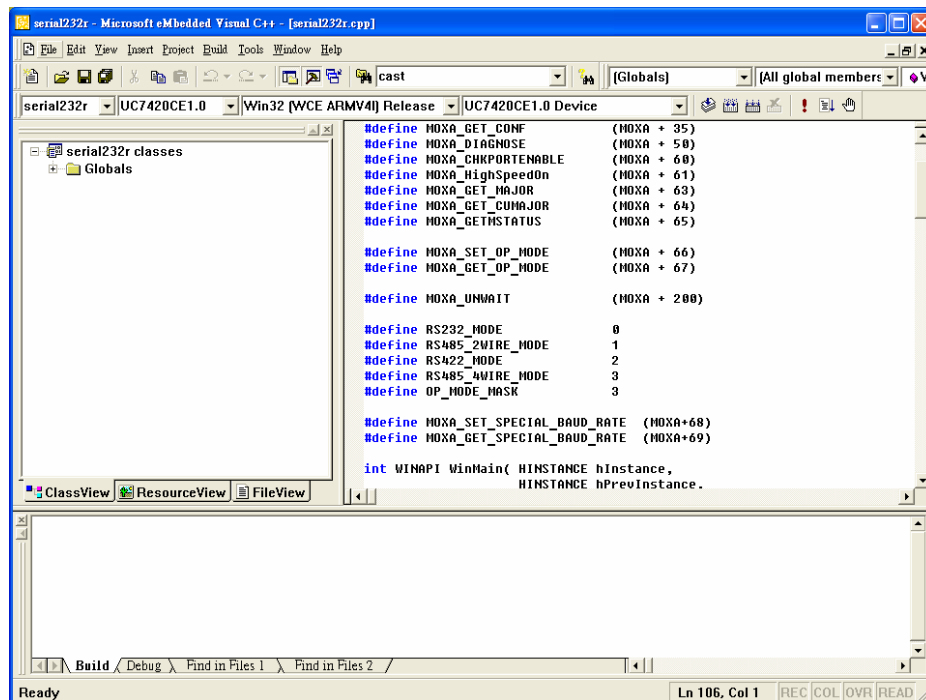 serial232r - Microsoft eMbedded Visual C++ - [serial232r.cpp]
File Edit View Insert Project Build Tools Window Help
cast [Globals] [All global members
serial232r UC7420CE1.0 Win32 (WCE ARMV4I) Release UC7420CE1.0 Device
serial232r classes
Globals
ClassView ResourceView FileView
#define MOXA_GET_CONF (MOXA + 35)
#define MOXA_DIAGNOSE (MOXA + 50)
#define MOXA_CHKPORTENABLE (MOXA + 60)
#define MOXA_HighSpeedOn (MOXA + 61)
#define MOXA_GET_MAJOR (MOXA + 63)
#define MOXA_GET_CUMAJOR (MOXA + 64)
#define MOXA_GETMSTATUS (MOXA + 65)
#define MOXA_SET_OP_MODE (MOXA + 66)
#define MOXA_GET_OP_MODE (MOXA + 67)
#define MOXA_UNWAIT (MOXA + 200)
#define RS232_MODE 0
#define RS485_2WIRE_MODE 1
#define RS422_MODE 2
#define RS485_4WIRE_MODE 3
#define OP_MODE_MASK 3
#define MOXA_SET_SPECIAL_BAUD_RATE (MOXA+68)
#define MOXA_GET_SPECIAL_BAUD_RATE (MOXA+69)
int WINAPI WinMain( HINSTANCE hInstance,
HINSTANCE hPrevInstance,
Build Debug Find in Files 1 Find in Files 2
Ready Ln 106, Col 1 REC COL OVR READ